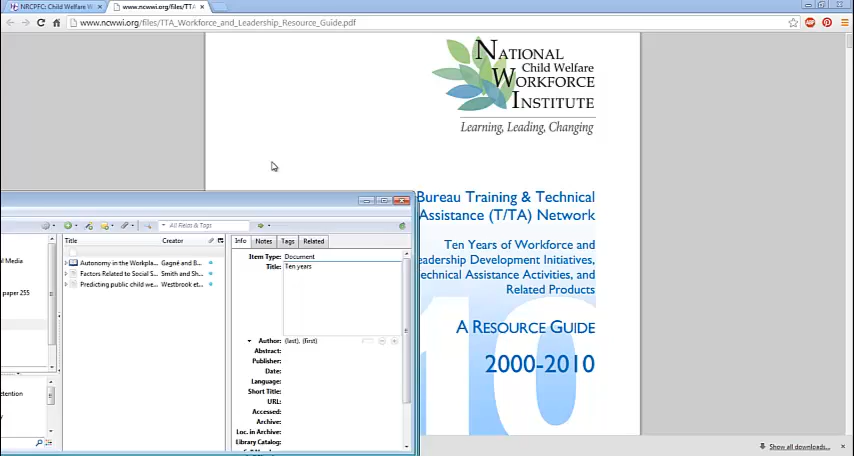 NRCPFC: Child Welfare W
www.ncwwi.org/files/TTA
www.ncwwi.org/files/TTA_Workforce_and_Leadership_Resource_Guide.pdf
ABP
NATIONAL
Child Welfare
WORKFORCE
INSTITUTE
Learning, Leading, Changing
Bureau Training & Technical
Assistance (T/TA) Network
Ten Years of Workforce and
eadership Development Initiatives,
echnical Assistance Activities, and
Related Products
A RESOURCE GUIDE
2000-2010
10
All Fields & Tags
al Media
paper 255
etention
y
Title Creator
Autonomy in the Workpla... Gagné and B...
Factors Related to Social S... Smith and Sh...
Predicting public child we... Westbrook et...
Info Notes Tags Related
Item Type: Document
Title: Ten years
Author: (last), (first)
Abstract:
Publisher:
Date:
Language:
Short Title:
URL:
Accessed:
Archive:
Loc. in Archive:
Library Catalog:
Show all downloads...